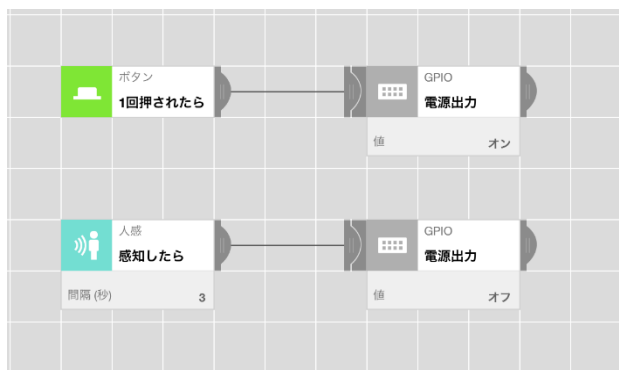 ボタン
1回押されたら
GPIO
電源出力
値 オン
人感
感知したら
間隔 (秒) 3
GPIO
電源出力
値 オフ